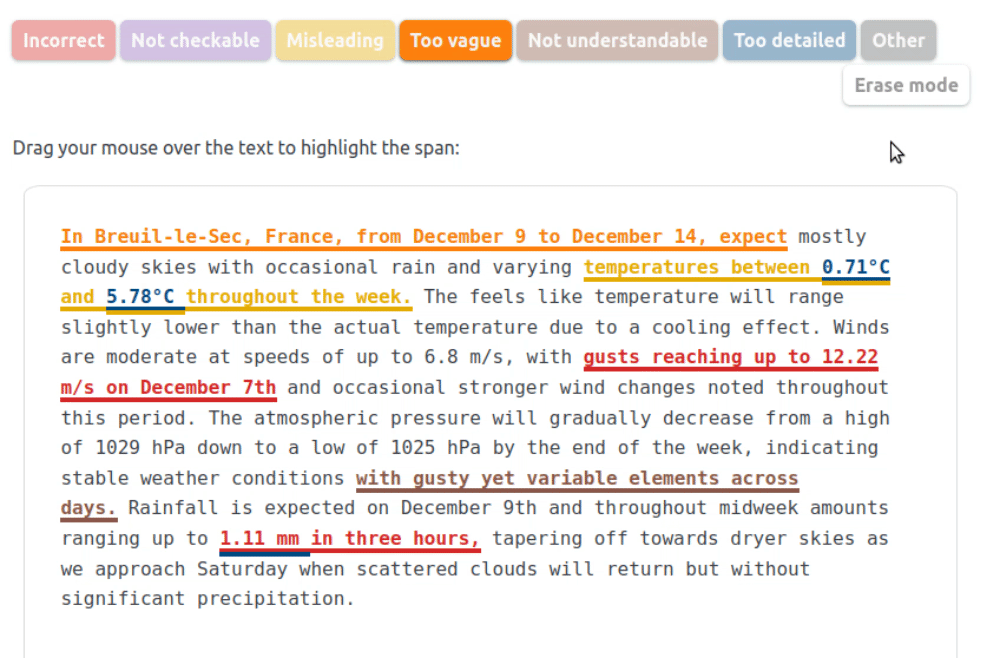 Incorrect Not checkable Misleading Too vague Not understandable Too detailed Other
Erase mode
Drag your mouse over the text to highlight the span:
In Breuil-le-Sec, France, from December 9 to December 14, expect mostly
cloudy skies with occasional rain and varying temperatures between 0.71°C
and 5.78°C throughout the week. The feels like temperature will range
slightly lower than the actual temperature due to a cooling effect. Winds
are moderate at speeds of up to 6.8 m/s, with gusts reaching up to 12.22
m/s on December 7th and occasional stronger wind changes noted throughout
this period. The atmospheric pressure will gradually decrease from a high
of 1029 hPa down to a low of 1025 hPa by the end of the week, indicating
stable weather conditions with gusty yet variable elements across
days. Rainfall is expected on December 9th and throughout midweek amounts
ranging up to 1.11 mm in three hours, tapering off towards dryer skies as
we approach Saturday when scattered clouds will return but without
significant precipitation.